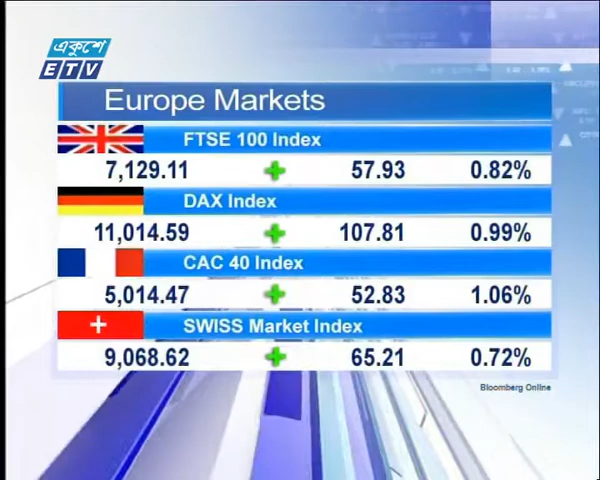 একুশে
ETV
Europe Markets
FTSE 100 Index
7,129.11 + 57.93 0.82%
DAX Index
11,014.59 + 107.81 0.99%
CAC 40 Index
5,014.47 + 52.83 1.06%
SWISS Market Index
9,068.62 + 65.21 0.72%
Bloomberg Online